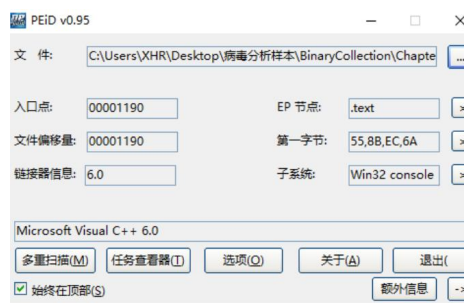 PEiD v0.95
文 件: C:\Users\XHR\Desktop\病毒分析样本\BinaryCollection\Chapte ...
入口点: 00001190 EP 节点: .text >
文件偏移量: 00001190 第一字节: 55,8B,EC,6A >
链接器信息: 6.0 子系统: Win32 console >
Microsoft Visual C++ 6.0
多重扫描(M) 任务查看器(T) 选项(O) 关于(A) 退出(
始终在顶部(S) 额外信息 ->